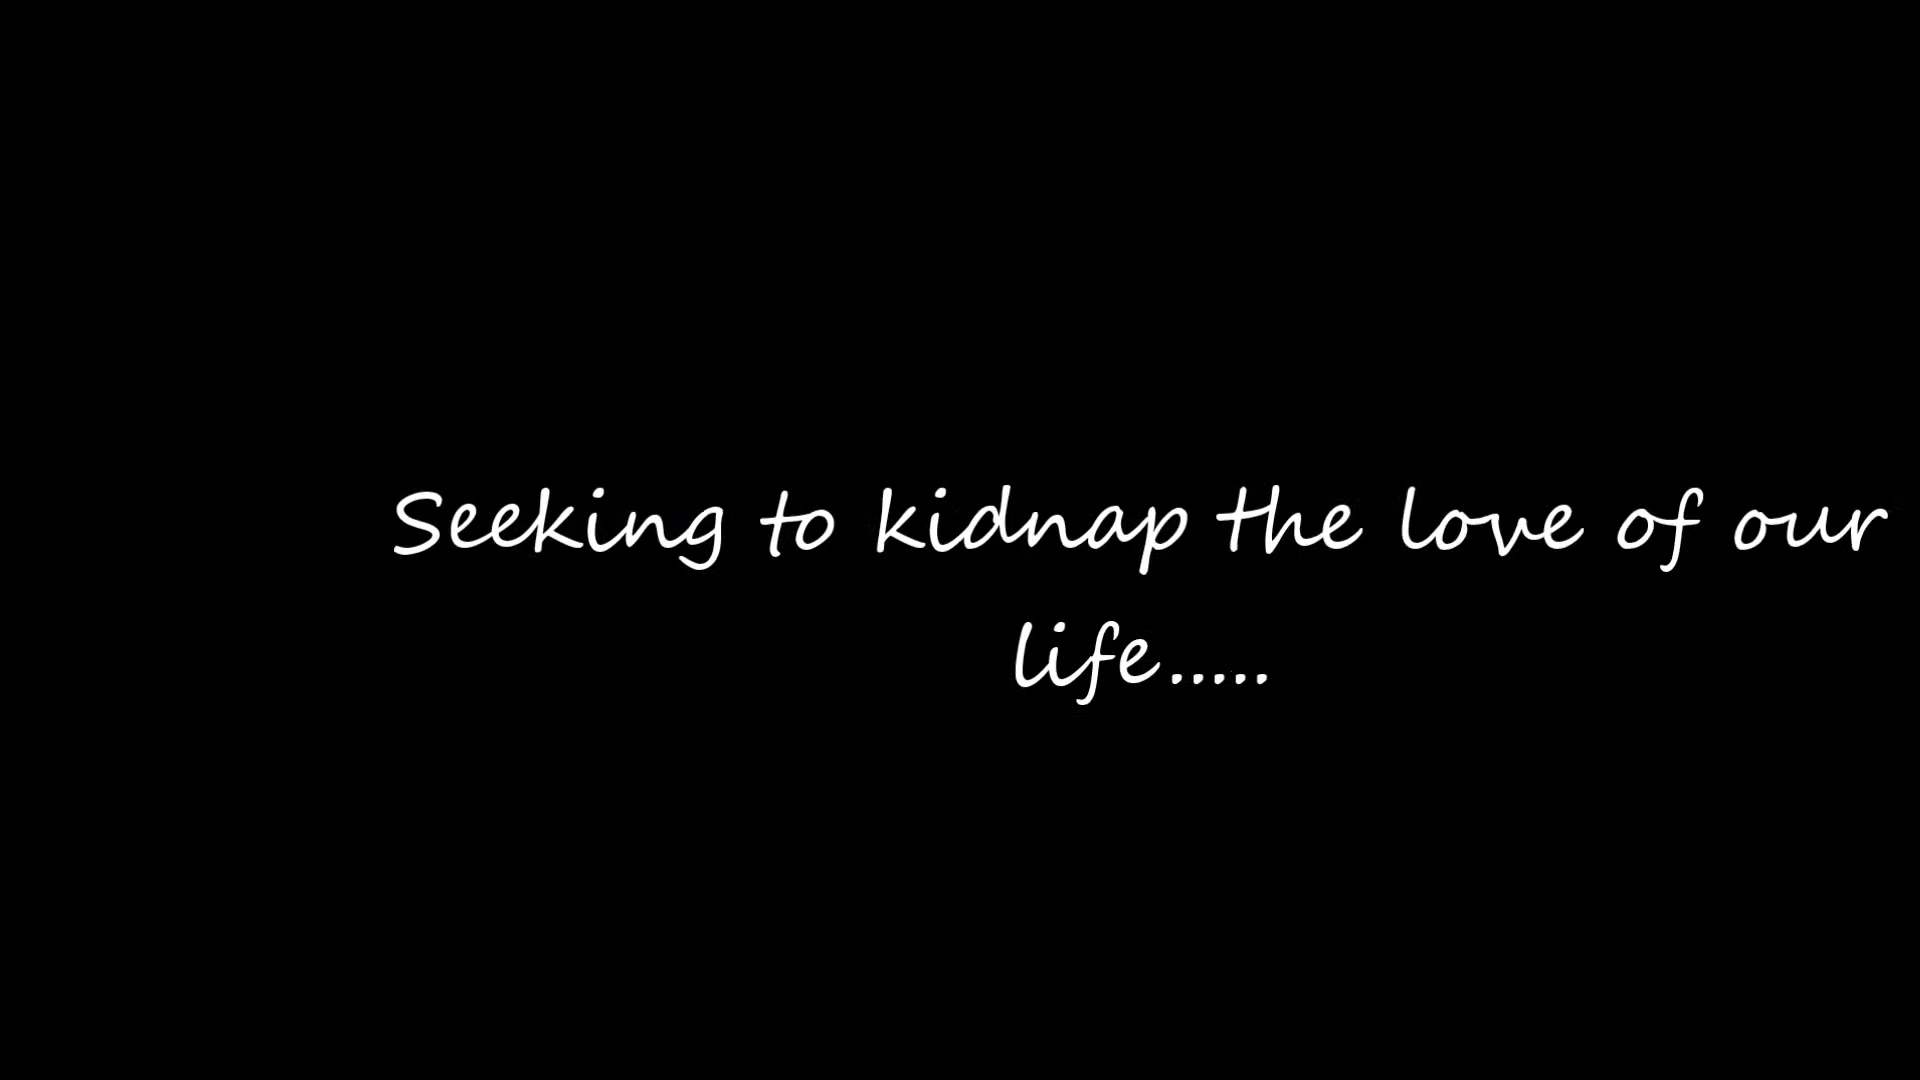 Seeking to kidnap the love of our
life.....